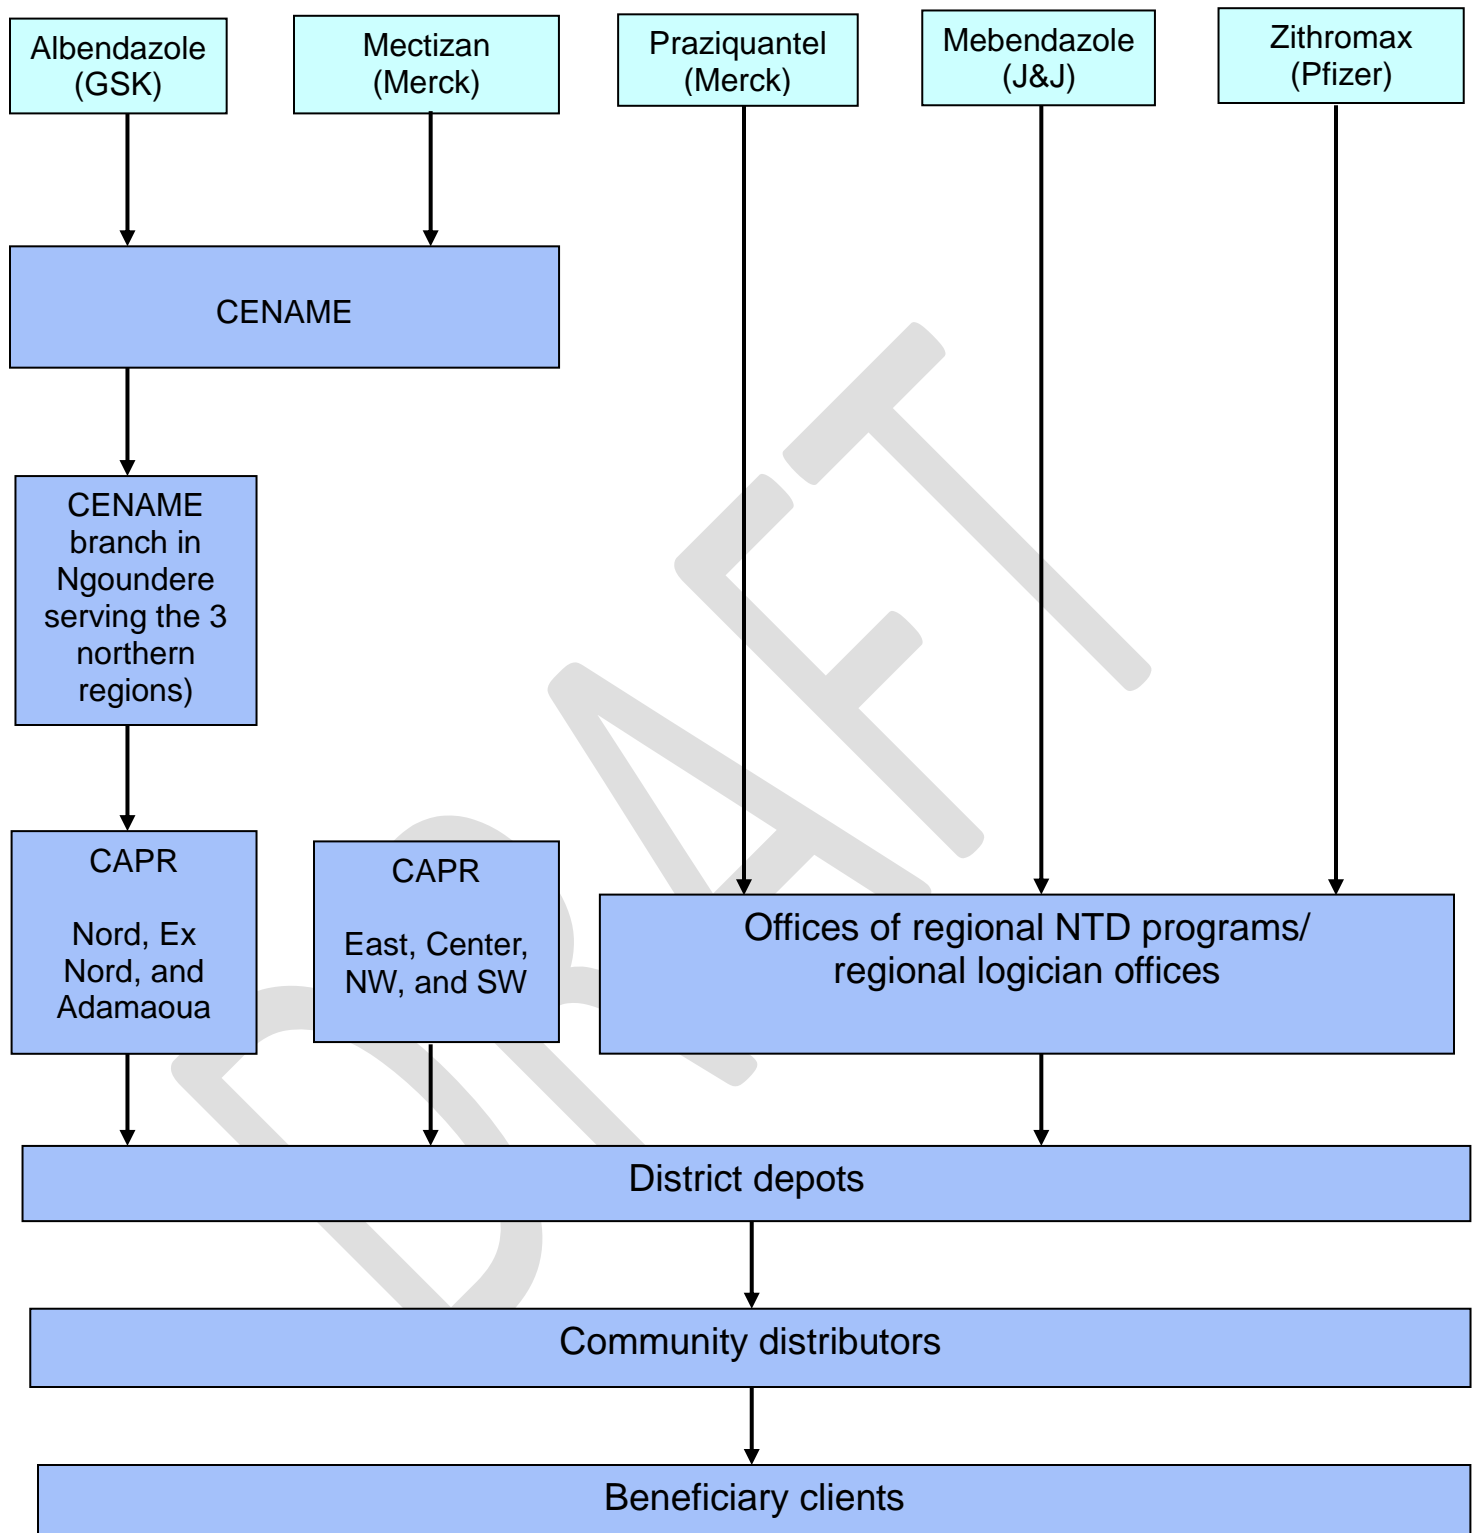 Albendazole
(GSK)
Mectizan
(Merck)
Praziquantel
(Merck)
Mebendazole
(J&J)
Zithromax
(Pfizer)
CENAME
CENAME
branch in
Ngoundere
serving the 3
northern
regions)
CAPR
Nord, Ex
Nord, and
Adamaoua
CAPR
East, Center,
NW, and SW
Offices of regional NTD programs/
regional logician offices
District depots
Community distributors
Beneficiary clients
DRAFT